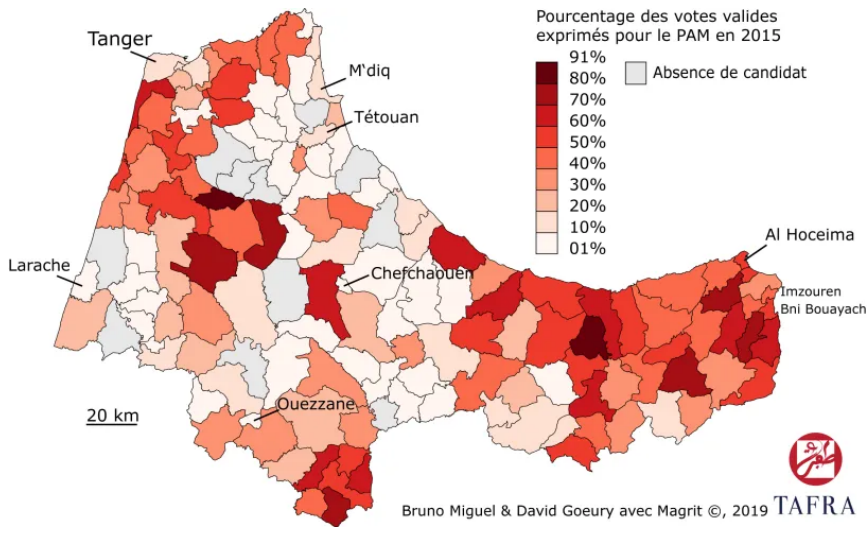 Pourcentage des votes valides
exprimés pour le PAM en 2015
91%
80%
70%
60%
50%
40%
30%
20%
10%
01%
Absence de candidat
Tanger
M'diq
Tétouan
Larache
Chefchaouen
Al Hoceima
Imzouren
Bni Bouayach
Ouezzane
20 km
Bruno Miguel & David Goeury avec Magrit ©, 2019
TAFRA